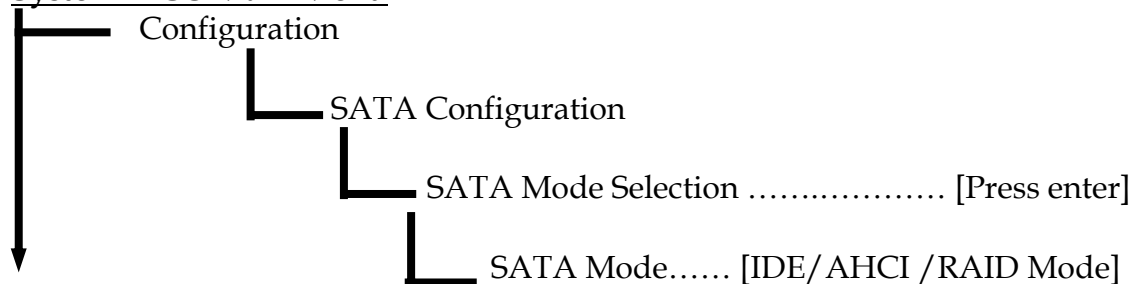 Configuration
SATA Configuration
SATA Mode Selection ……..………… [Press enter]
SATA Mode…… [IDE/AHCI /RAID Mode]